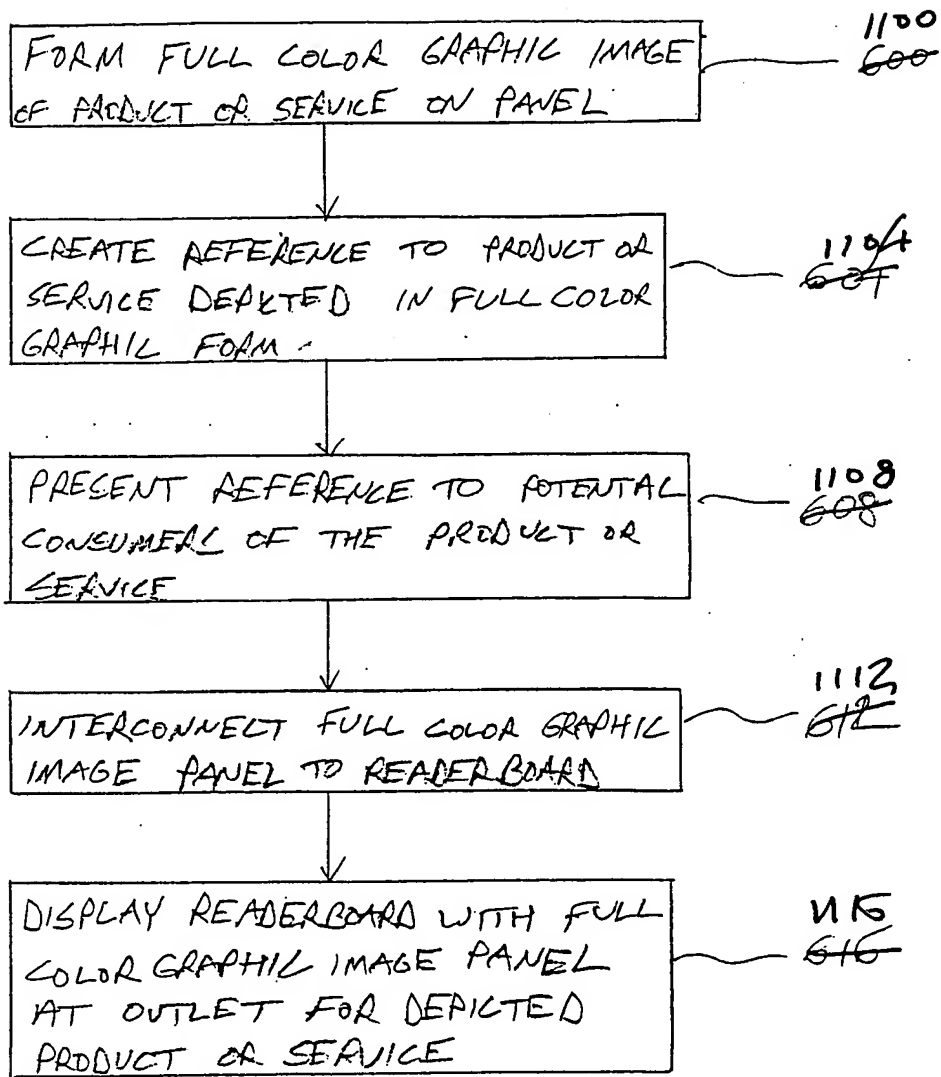 FORM FULL COLOR GRAPHIC IMAGE
OF PRODUCT OR SERVICE ON PANEL
1100
600
CREATE REFERENCE TO PRODUCT OR
SERVICE DEPICTED IN FULL COLOR
GRAPHIC FORM
1104
604
PRESENT REFERENCE TO POTENTAL
CONSUMERS OF THE PRODUCT OR
SERVICE
1108
608
INTERCONNECT FULL COLOR GRAPHIC
IMAGE PANEL TO READERBOARD
1112
612
DISPLAY READERBOARD WITH FULL
COLOR GRAPHIC IMAGE PANEL
AT OUTLET FOR DEPICTED
PRODUCT OR SERVICE
616